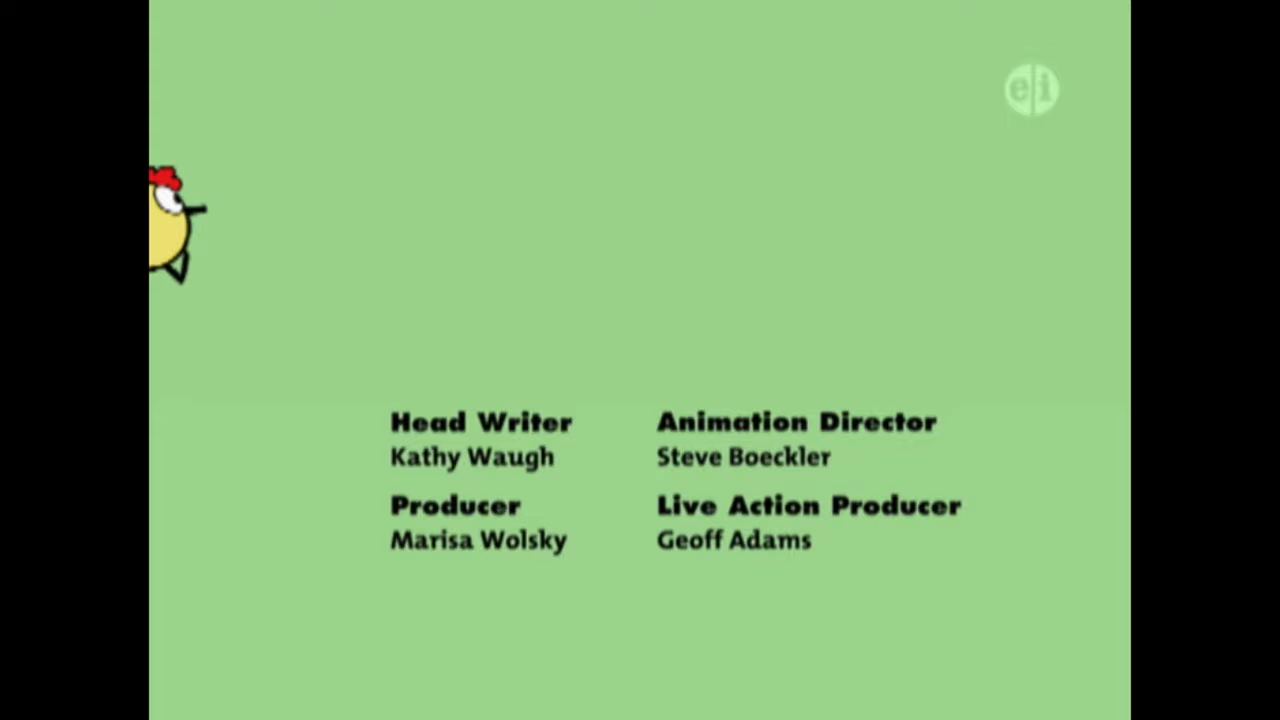 e|i
Head Writer
Kathy Waugh
Animation Director
Steve Boeckler
Producer
Marisa Wolsky
Live Action Producer
Geoff Adams